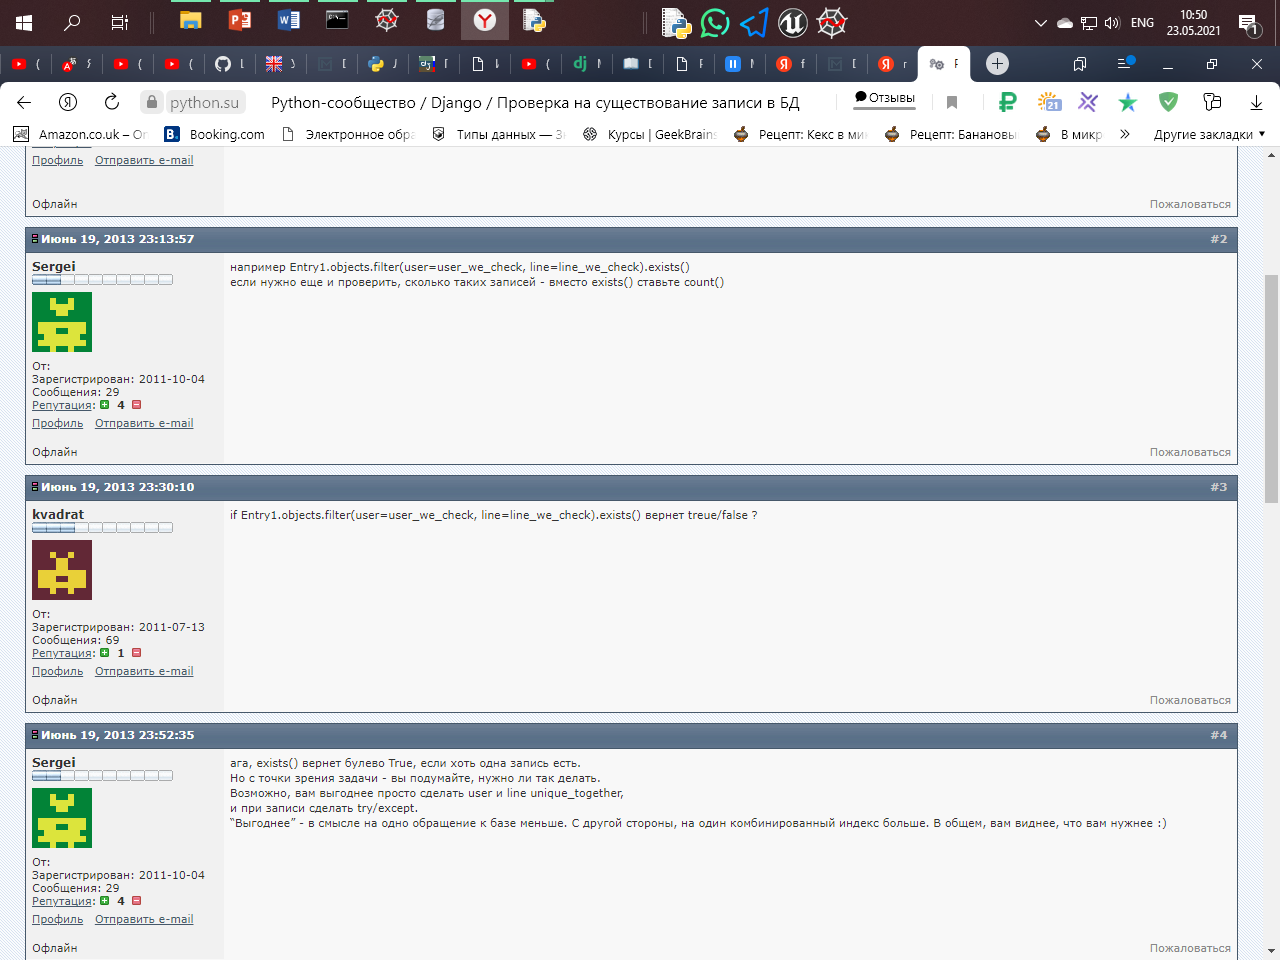 10:50
ENG
23.05.2021
1
python.su
Python-сообщество / Django / Проверка на существование записи в БД
Отзывы
21
Amazon.co.uk – On
Booking.com
Электронное обра
Типы данных — Зн
Курсы | GeekBrains
Рецепт: Кекс в мик
Рецепт: Бананов
В микр
Другие закладки
Профиль Отправить e-mail
Офлайн
Пожаловаться
Июнь 19, 2013 23:13:57
#2
Sergei
например Entry1.objects.filter(user=user_we_check, line=line_we_check).exists()
если нужно еще и проверить, сколько таких записей - вместо exists() ставьте count()
От:
Зарегистрирован: 2011-10-04
Сообщения: 29
Репутация: 4
Профиль Отправить e-mail
Офлайн
Пожаловаться
Июнь 19, 2013 23:30:10
#3
kvadrat
if Entry1.objects.filter(user=user_we_check, line=line_we_check).exists() вернет treue/false ?
От:
Зарегистрирован: 2011-07-13
Сообщения: 69
Репутация: 1
Профиль Отправить e-mail
Офлайн
Пожаловаться
Июнь 19, 2013 23:52:35
#4
Sergei
ага, exists() вернет булево True, если хоть одна запись есть.
Но с точки зрения задачи - вы подумайте, нужно ли так делать.
Возможно, вам выгоднее просто сделать user и line unique_together,
и при записи сделать try/except.
“Выгоднее” - в смысле на одно обращение к базе меньше. С другой стороны, на один комбинированный индекс больше. В общем, вам виднее, что вам нужнее :)
От:
Зарегистрирован: 2011-10-04
Сообщения: 29
Репутация: 4
Профиль Отправить e-mail
Офлайн
Пожаловаться